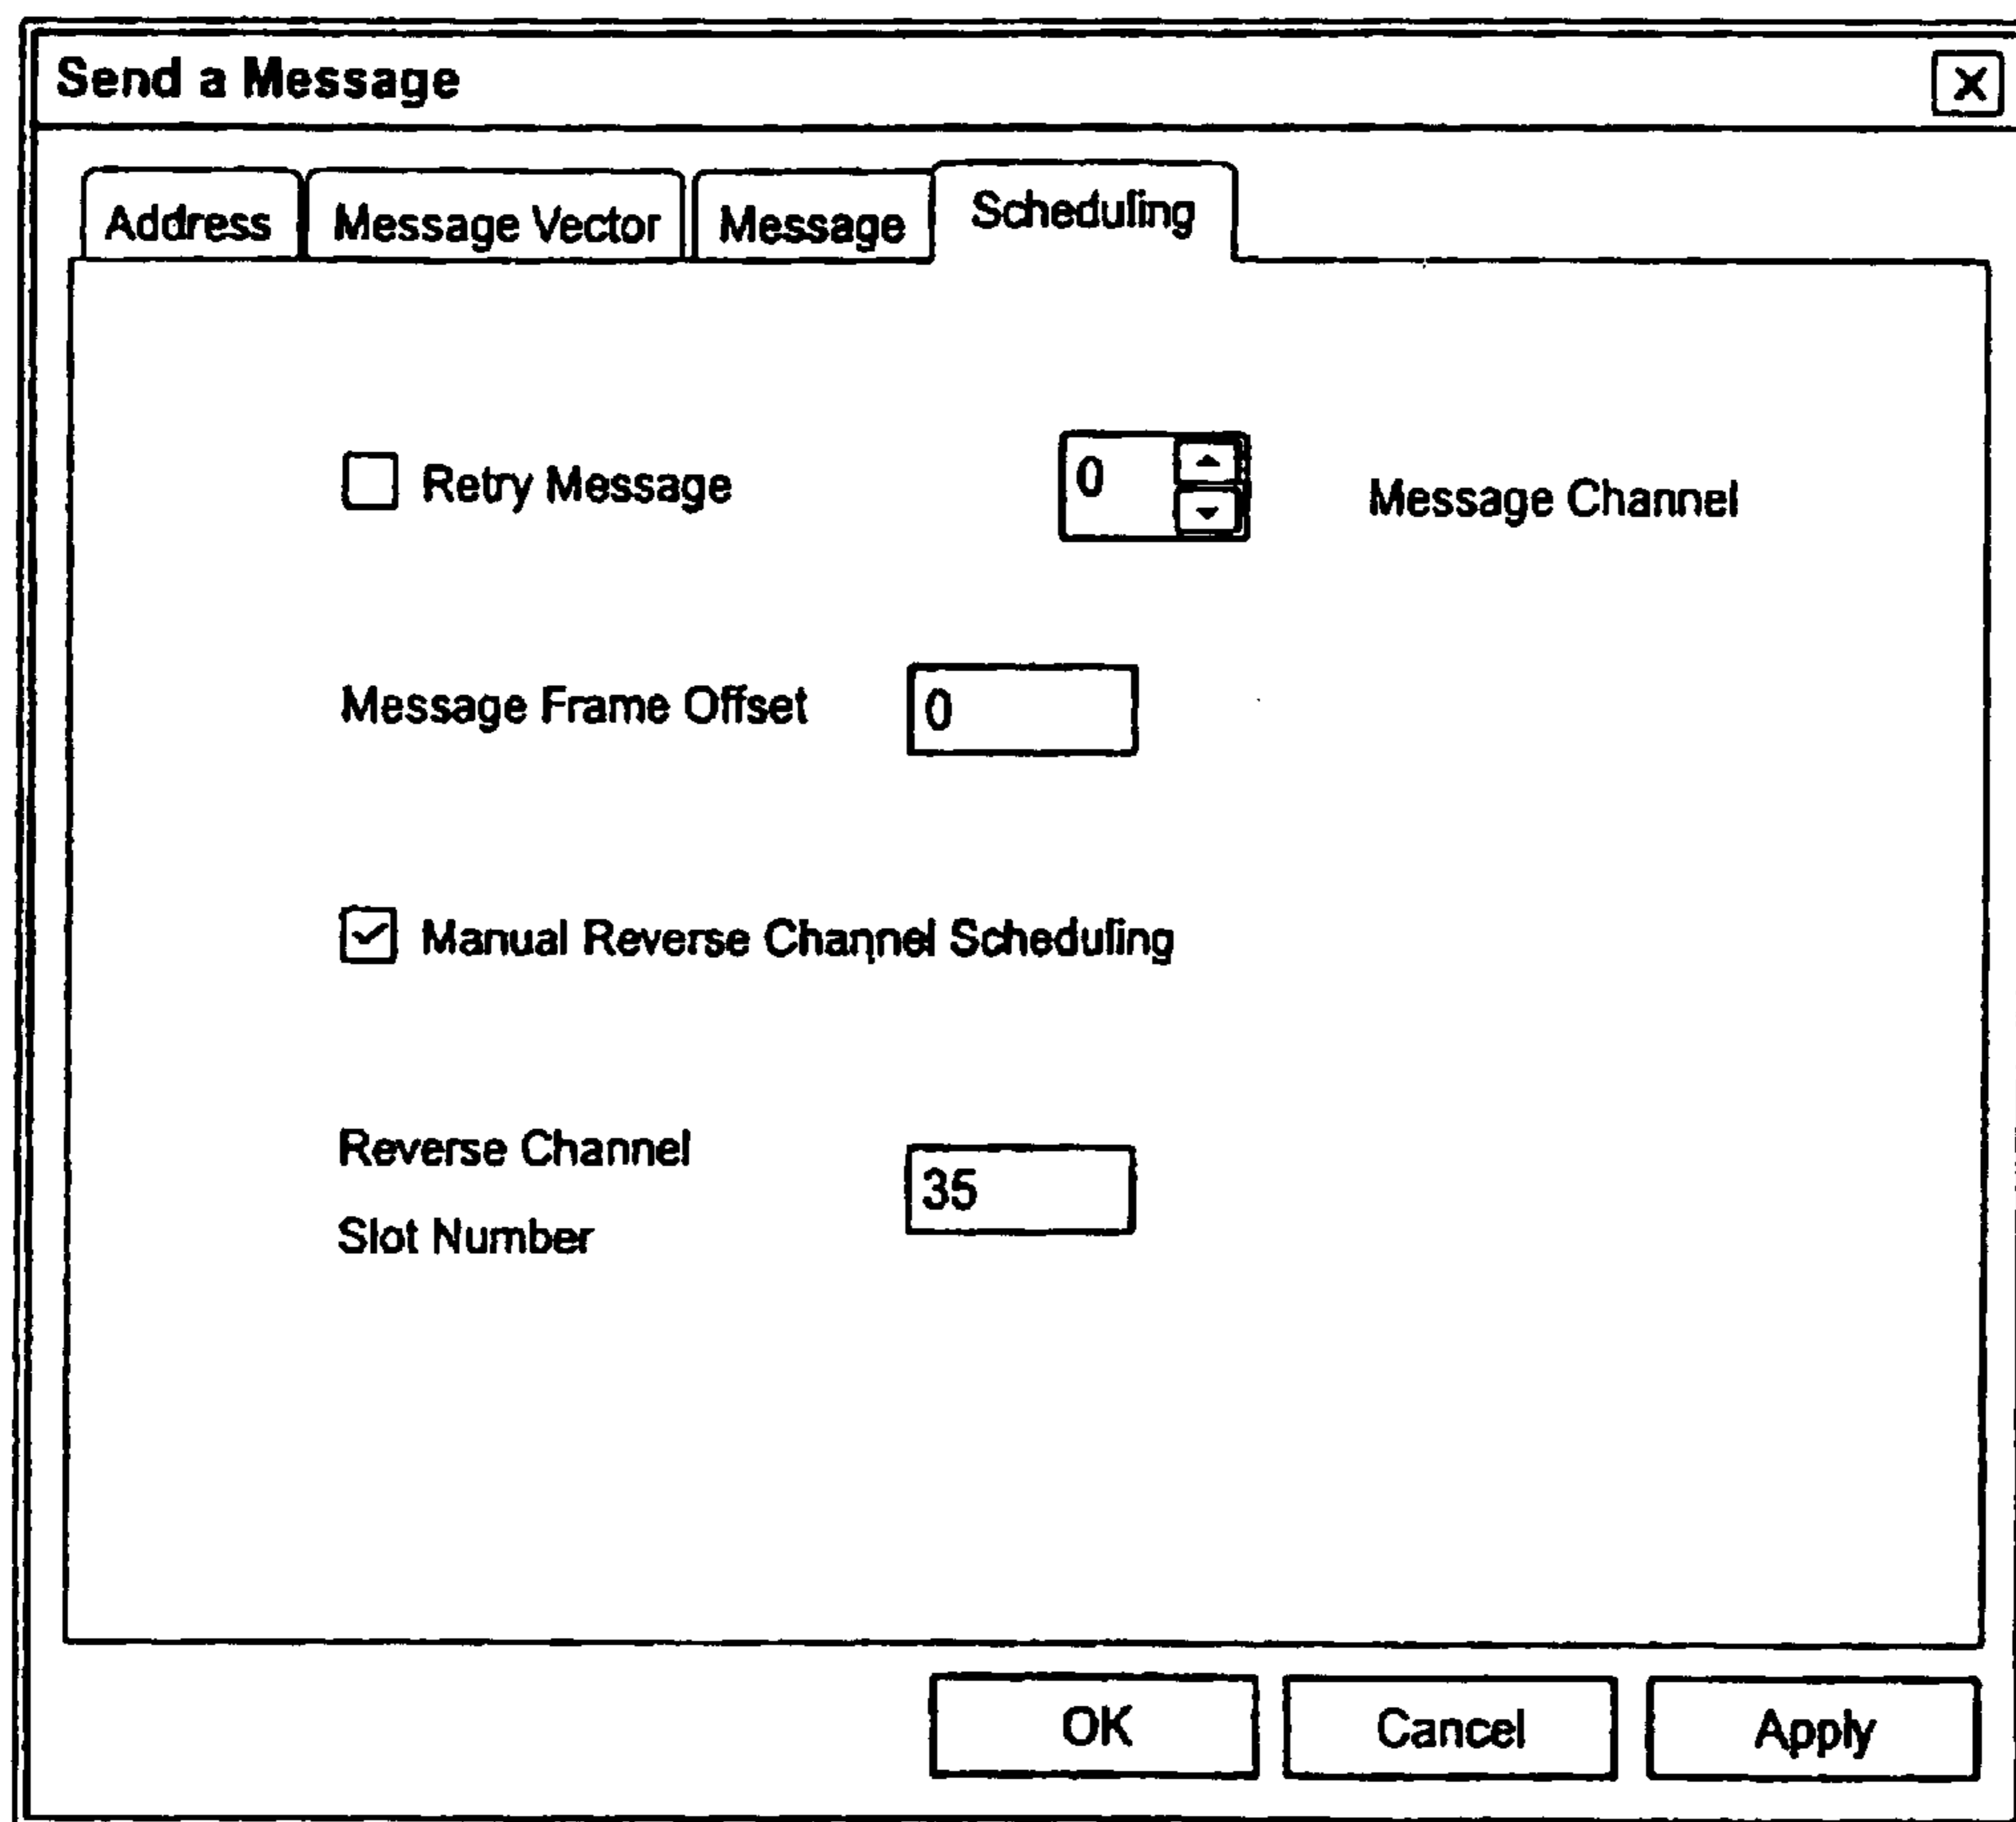 Send a Message
Address
Message Vector
Message
Scheduling
Retry Message
0
Message Channel
Message Frame Offset
0
Manual Reverse Channel Scheduling
Reverse Channel
Slot Number
35
OK
Cancel
Apply